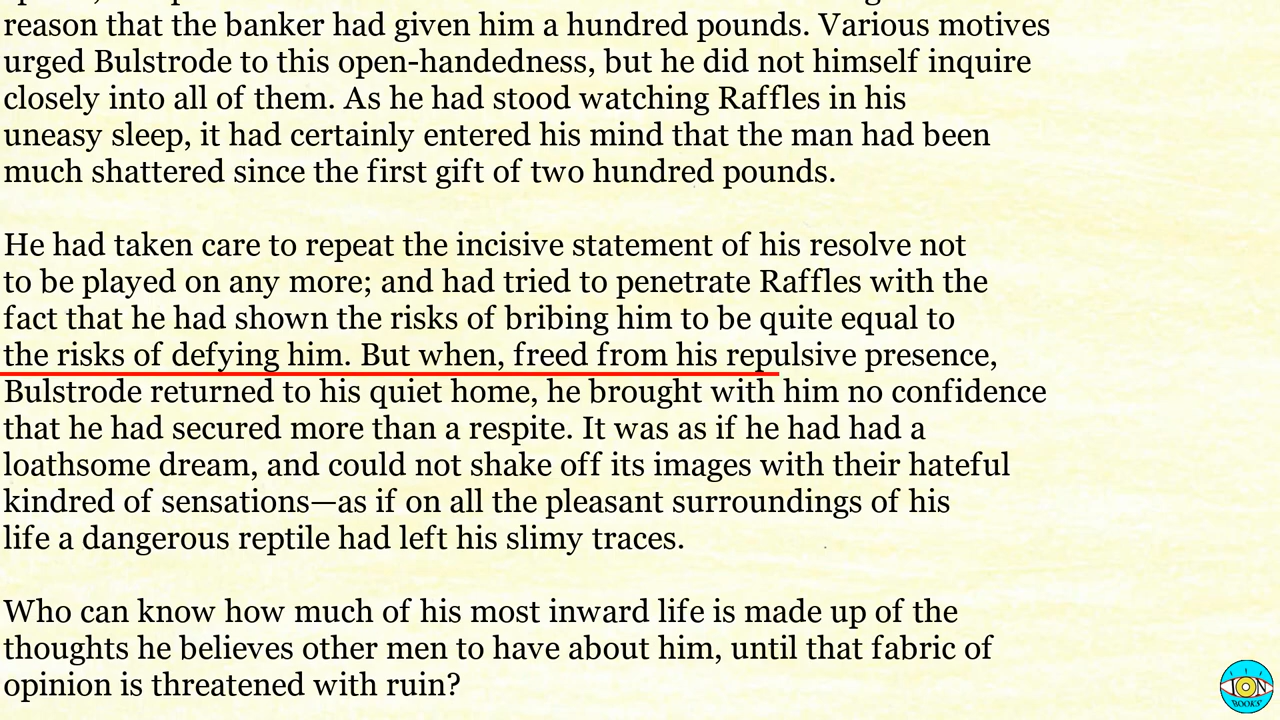 reason that the banker had given him a hundred pounds. Various motives
urged Bulstrode to this open-handedness, but he did not himself inquire
closely into all of them. As he had stood watching Raffles in his
uneasy sleep, it had certainly entered his mind that the man had been
much shattered since the first gift of two hundred pounds.
He had taken care to repeat the incisive statement of his resolve not
to be played on any more; and had tried to penetrate Raffles with the
fact that he had shown the risks of bribing him to be quite equal to
the risks of defying him. But when, freed from his repulsive presence,
Bulstrode returned to his quiet home, he brought with him no confidence
that he had secured more than a respite. It was as if he had had a
loathsome dream, and could not shake off its images with their hateful
kindred of sensations—as if on all the pleasant surroundings of his
life a dangerous reptile had left his slimy traces.
Who can know how much of his most inward life is made up of the
thoughts he believes other men to have about him, until that fabric of
opinion is threatened with ruin?
ION
BOOKS